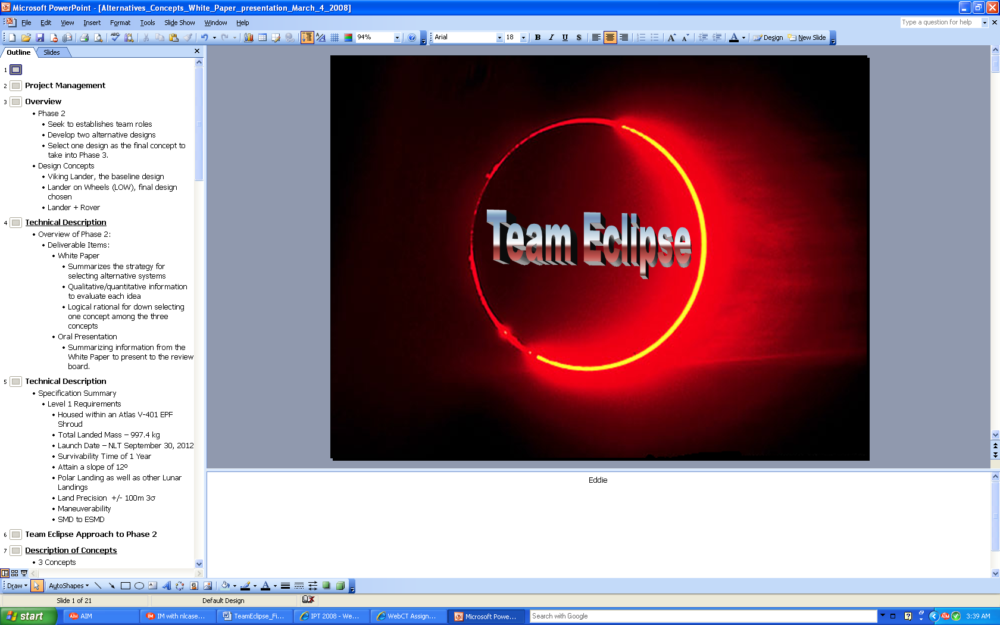 Microsoft PowerPoint - [Alternatives_Concepts_White_Paper_presentation_March_4_2008]
File Edit View Insert Format Tools Slide Show Window Help
Type a question for help
94%
Arial
18
B I U S
Design
New Slide
Outline
Slides
1
2 Project Management
3 Overview
• Phase 2
• Seek to establishes team roles
• Develop two alternative designs
• Select one design as the final concept to
take into Phase 3.
• Design Concepts
• Viking Lander, the baseline design
• Lander on Wheels (LOW), final design
chosen
• Lander + Rover
4 Technical Description
• Overview of Phase 2:
• Deliverable Items:
• White Paper
• Summarizes the strategy for
selecting alternative systems
• Qualitative/quantitative information
to evaluate each idea
• Logical rational for down selecting
one concept among the three
concepts
• Oral Presentation
• Summarizing information from the
White Paper to present to the review
board.
5 Technical Description
• Specification Summary
• Level 1 Requirements
• Housed within an Atlas V-401 EPF
Shroud
• Total Landed Mass – 997.4 kg
• Launch Date – NLT September 30, 2012
• Survivability Time of 1 Year
• Attain a slope of 12º
• Polar Landing as well as other Lunar
Landings
• Land Precision +/- 100m 3σ
• Maneuverability
• SMD to ESMD
6 Team Eclipse Approach to Phase 2
7 Description of Concepts
• 3 Concepts
Team Eclipse
Eddie
Draw
AutoShapes
Slide 1 of 21
Default Design
start
AIM
IM with nlcase...
TeamEclipse_Fi...
IPT 2008 - We...
WebCT Assign...
Microsoft Powe...
Search with Google
3:39 AM